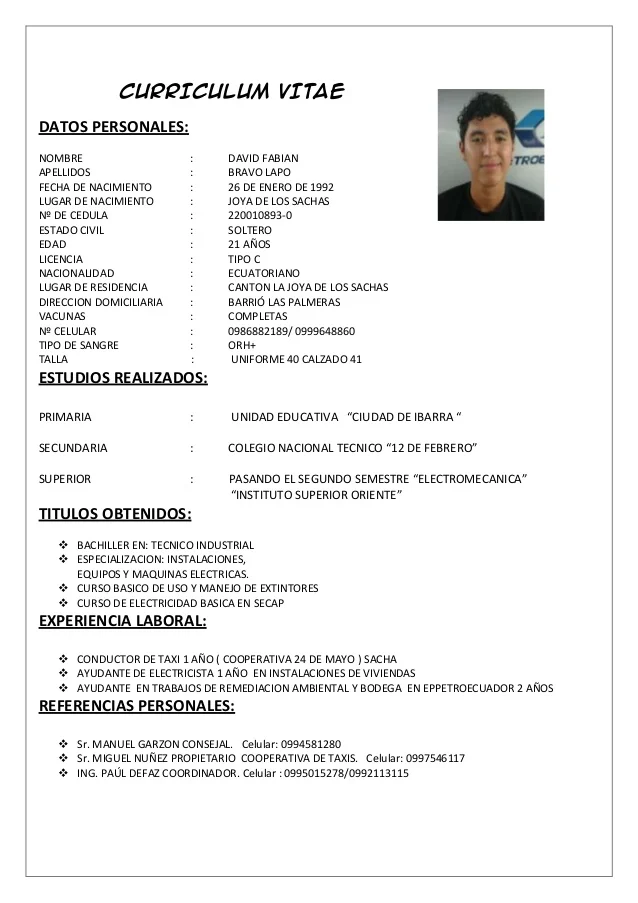 CURRICULUM VITAE
DATOS PERSONALES:
NOMBRE : DAVID FABIAN
APELLIDOS : BRAVO LAPO
FECHA DE NACIMIENTO : 26 DE ENERO DE 1992
LUGAR DE NACIMIENTO : JOYA DE LOS SACHAS
Nº DE CEDULA : 220010893-0
ESTADO CIVIL : SOLTERO
EDAD : 21 AÑOS
LICENCIA : TIPO C
NACIONALIDAD : ECUATORIANO
LUGAR DE RESIDENCIA : CANTON LA JOYA DE LOS SACHAS
DIRECCION DOMICILIARIA : BARRIÓ LAS PALMERAS
VACUNAS : COMPLETAS
Nº CELULAR : 0986882189/ 0999648860
TIPO DE SANGRE : ORH+
TALLA : UNIFORME 40 CALZADO 41
ESTUDIOS REALIZADOS:
PRIMARIA : UNIDAD EDUCATIVA “CIUDAD DE IBARRA “
SECUNDARIA : COLEGIO NACIONAL TECNICO “12 DE FEBRERO”
SUPERIOR : PASANDO EL SEGUNDO SEMESTRE “ELECTROMECANICA”
“INSTITUTO SUPERIOR ORIENTE”
TITULOS OBTENIDOS:
❖ BACHILLER EN: TECNICO INDUSTRIAL
❖ ESPECIALIZACION: INSTALACIONES,
EQUIPOS Y MAQUINAS ELECTRICAS.
❖ CURSO BASICO DE USO Y MANEJO DE EXTINTORES
❖ CURSO DE ELECTRICIDAD BASICA EN SECAP
EXPERIENCIA LABORAL:
❖ CONDUCTOR DE TAXI 1 AÑO ( COOPERATIVA 24 DE MAYO ) SACHA
❖ AYUDANTE DE ELECTRICISTA 1 AÑO EN INSTALACIONES DE VIVIENDAS
❖ AYUDANTE EN TRABAJOS DE REMEDIACION AMBIENTAL Y BODEGA EN EPPETROECUADOR 2 AÑOS
REFERENCIAS PERSONALES:
❖ Sr. MANUEL GARZON CONSEJAL. Celular: 0994581280
❖ Sr. MIGUEL NUÑEZ PROPIETARIO COOPERATIVA DE TAXIS. Celular: 0997546117
❖ ING. PAÚL DEFAZ COORDINADOR. Celular : 0995015278/0992113115